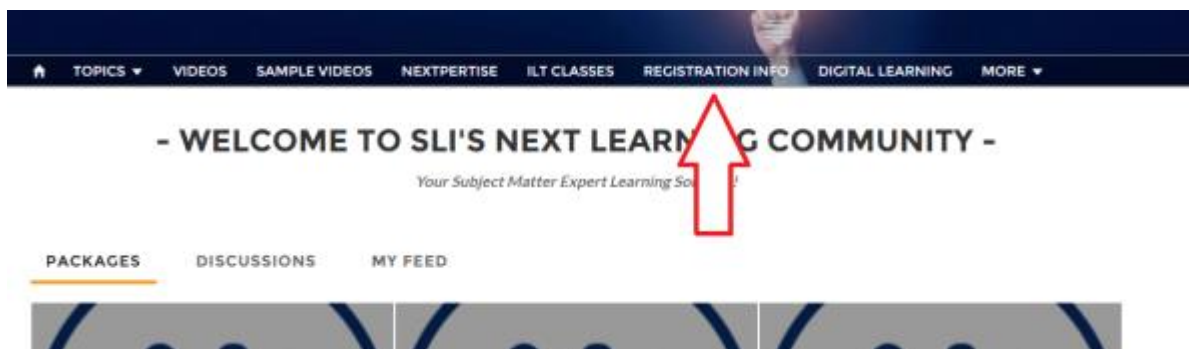 TOPICS ▼ VIDEOS SAMPLE VIDEOS NEXTPERTISE ILT CLASSES REGISTRATION INFO DIGITAL LEARNING MORE ▼
- WELCOME TO SLI'S NEXT LEARNING COMMUNITY -
Your Subject Matter Expert Learning
PACKAGES DISCUSSIONS MY FEED